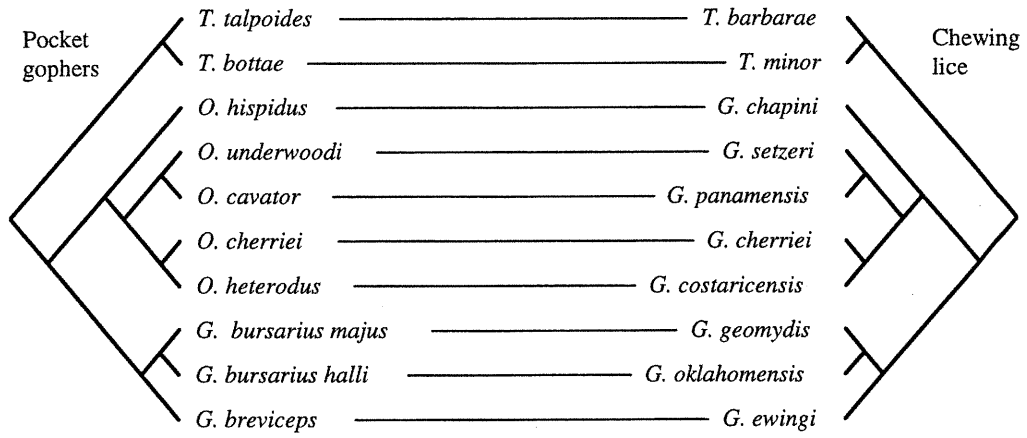 Pocket
gophers
Chewing
lice
T. talpoides T. barbarae
T. bottae T. minor
O. hispidus G. chapini
O. underwoodi G. setzeri
O. cavator G. panamensis
O. cherriei G. cherriei
O. heterodus G. costaricensis
G. bursarius majus G. geomydis
G. bursarius halli G. oklahomensis
G. breviceps G. ewingi